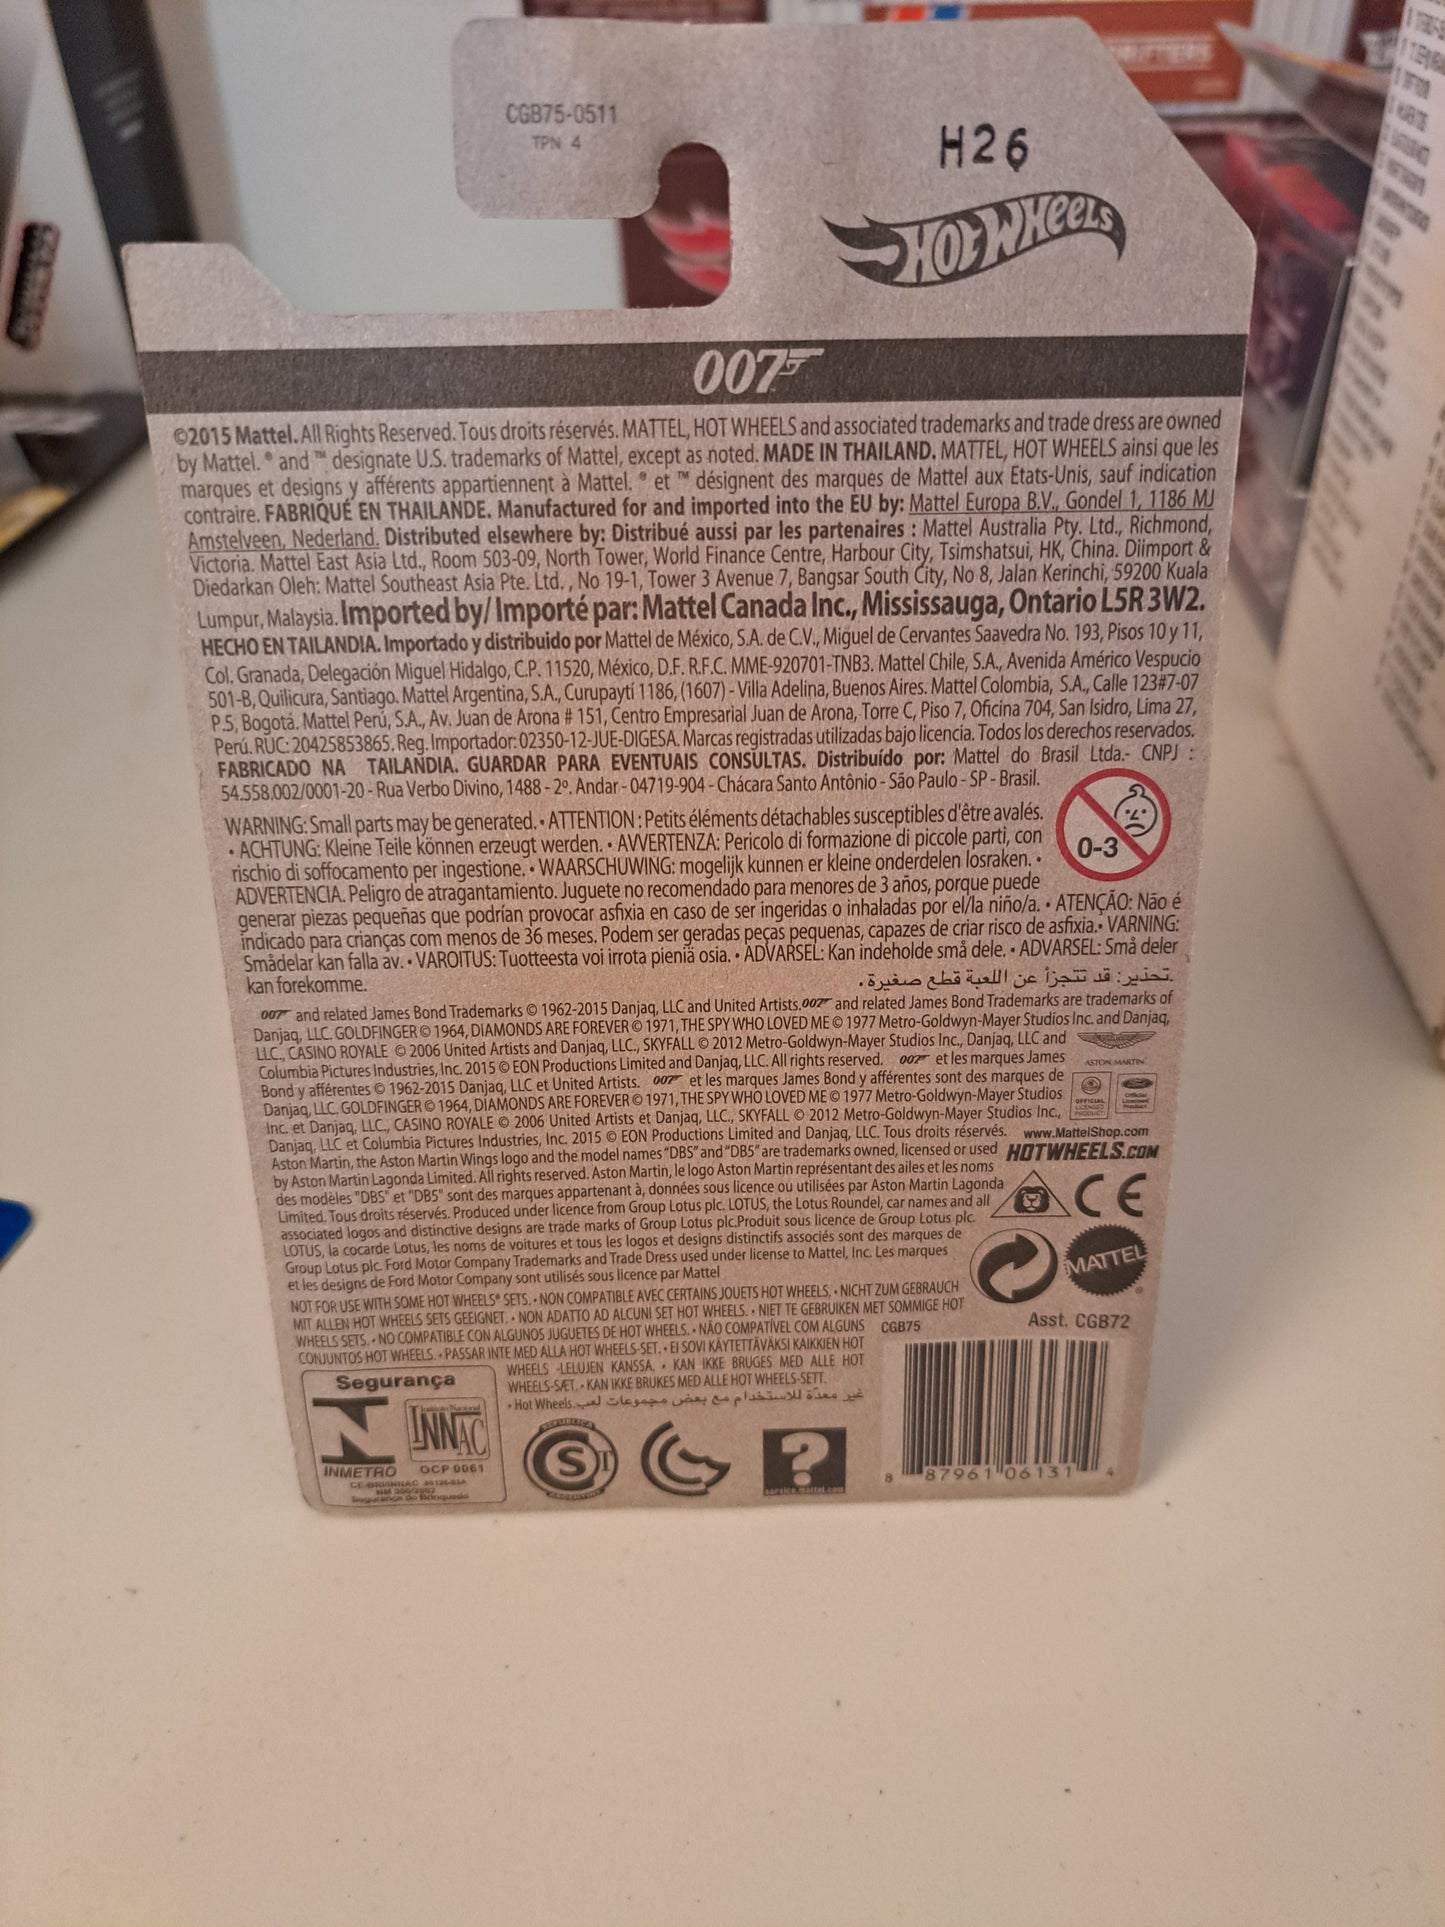 CGB75-0511
TPN 4
H26
HOT WHEELS
007
©2015 Mattel. All Rights Reserved. Tous droits réservés. MATTEL, HOT WHEELS and associated trademarks and trade dress are owned
by Mattel. ® and ™ designate U.S. trademarks of Mattel, except as noted. MADE IN THAILAND. MATTEL, HOT WHEELS ainsi que les
marques et designs y afférents appartiennent à Mattel. ® et ™ désignent des marques de Mattel aux Etats-Unis, sauf indication
contraire. FABRIQUÉ EN THAILANDE. Manufactured for and imported into the EU by: Mattel Europa B.V., Gondel 1, 1186 MJ
Amstelveen, Nederland. Distributed elsewhere by: Distribué aussi par les partenaires : Mattel Australia Pty. Ltd., Richmond,
Victoria. Mattel East Asia Ltd., Room 503-09, North Tower, World Finance Centre, Harbour City, Tsimshatsui, HK, China. Diimport &
Diedarkan Oleh: Mattel Southeast Asia Pte. Ltd. , No 19-1, Tower 3 Avenue 7, Bangsar South City, No 8, Jalan Kerinchi, 59200 Kuala
Lumpur, Malaysia. Imported by/ Importé par: Mattel Canada Inc., Mississauga, Ontario L5R 3W2.
HECHO EN TAILANDIA. Importado y distribuido por Mattel de México, S.A. de C.V., Miguel de Cervantes Saavedra No. 193, Pisos 10 y 11,
Col. Granada, Delegación Miguel Hidalgo, C.P. 11520, México, D.F. R.F.C. MME-920701-TNB3. Mattel Chile, S.A., Avenida Américo Vespucio
501-B, Quilicura, Santiago. Mattel Argentina, S.A., Curupaytí 1186, (1607) - Villa Adelina, Buenos Aires. Mattel Colombia, S.A., Calle 123#7-07
P.5, Bogotá. Mattel Perú, S.A., Av. Juan de Arona # 151, Centro Empresarial Juan de Arona, Torre C, Piso 7, Oficina 704, San Isidro, Lima 27,
Perú. RUC: 20425853865. Reg. Importador: 02350-12-JUE-DIGESA. Marcas registradas utilizadas bajo licencia. Todos los derechos reservados.
FABRICADO NA TAILANDIA. GUARDAR PARA EVENTUAIS CONSULTAS. Distribuído por: Mattel do Brasil Ltda.- CNPJ :
54.558.002/0001-20 - Rua Verbo Divino, 1488 - 2º. Andar - 04719-904 - Chácara Santo Antônio - São Paulo - SP - Brasil.
WARNING: Small parts may be generated. • ATTENTION : Petits éléments détachables susceptibles d'être avalés.
• ACHTUNG: Kleine Teile können erzeugt werden. • AVVERTENZA: Pericolo di formazione di piccole parti, con
rischio di soffocamento per ingestione. • WAARSCHUWING: mogelijk kunnen er kleine onderdelen losraken. •
ADVERTENCIA. Peligro de atragantamiento. Juguete no recomendado para menores de 3 años, porque puede
0-3
generar piezas pequeñas que podrían provocar asfixia en caso de ser ingeridas o inhaladas por el/la niño/a. • ATENÇÃO: Não é
indicado para crianças com menos de 36 meses. Podem ser geradas peças pequenas, capazes de criar risco de asfixia.• VARNING:
Smådelar kan falla av. • VAROITUS: Tuotteesta voi irrota pieniä osia. • ADVARSEL: Kan indeholde små dele. • ADVARSEL: Små deler
kan forekomme.
تحذير: قد تتجزأ عن اللعبة قطع صغيرة.
007 and related James Bond Trademarks © 1962-2015 Danjaq, LLC and United Artists. 007 and related James Bond Trademarks are trademarks of
Danjaq, LLC. GOLDFINGER © 1964, DIAMONDS ARE FOREVER © 1971, THE SPY WHO LOVED ME © 1977 Metro-Goldwyn-Mayer Studios Inc. and Danjaq,
LLC., CASINO ROYALE © 2006 United Artists and Danjaq, LLC., SKYFALL © 2012 Metro-Goldwyn-Mayer Studios Inc., Danjaq, LLC and
Columbia Pictures Industries, Inc. 2015 © EON Productions Limited and Danjaq, LLC. All rights reserved. 007 et les marques James
Bond y afférentes © 1962-2015 Danjaq, LLC et United Artists. 007 et les marques James Bond y afférentes sont des marques de
Danjaq, LLC. GOLDFINGER © 1964, DIAMONDS ARE FOREVER © 1971, THE SPY WHO LOVED ME © 1977 Metro-Goldwyn-Mayer Studios
Inc. et Danjaq, LLC., CASINO ROYALE © 2006 United Artists et Danjaq, LLC., SKYFALL © 2012 Metro-Goldwyn-Mayer Studios Inc.,
Danjaq, LLC et Columbia Pictures Industries, Inc. 2015 © EON Productions Limited and Danjaq, LLC. Tous droits réservés.
ASTON MARTIN
OFFICIAL LICENSED PRODUCT
Ford Official Licensed Product
www.MattelShop.com
HOTWHEELS.COM
Aston Martin, the Aston Martin Wings logo and the model names "DBS" and "DB5" are trademarks owned, licensed or used
by Aston Martin Lagonda Limited. All rights reserved. Aston Martin, le logo Aston Martin représentant des ailes et les noms
des modèles "DBS" et "DB5" sont des marques appartenant à, données sous licence ou utilisées par Aston Martin Lagonda
Limited. Tous droits réservés. Produced under licence from Group Lotus plc. LOTUS, the Lotus Roundel, car names and all
associated logos and distinctive designs are trade marks of Group Lotus plc.Produit sous licence de Group Lotus plc.
LOTUS, la cocarde Lotus, les noms de voitures et tous les logos et designs distinctifs associés sont des marques de
Group Lotus plc. Ford Motor Company Trademarks and Trade Dress used under license to Mattel, Inc. Les marques
et les designs de Ford Motor Company sont utilisés sous licence par Mattel
CE
MATTEL
NOT FOR USE WITH SOME HOT WHEELS® SETS. • NON COMPATIBLE AVEC CERTAINS JOUETS HOT WHEELS. • NICHT ZUM GEBRAUCH
MIT ALLEN HOT WHEELS SETS GEEIGNET. • NON ADATTO AD ALCUNI SET HOT WHEELS. • NIET TE GEBRUIKEN MET SOMMIGE HOT
WHEELS SETS. • NO COMPATIBLE CON ALGUNOS JUGUETES DE HOT WHEELS. • NÃO COMPATÍVEL COM ALGUNS
CONJUNTOS HOT WHEELS. • PASSAR INTE MED ALLA HOT WHEELS-SET. • EI SOVI KÄYTETTÄVÄKSI KAIKKIEN HOT
WHEELS -LELUJEN KANSSA. • KAN IKKE BRUGES MED ALLE HOT
WHEELS-SÆT. • KAN IKKE BRUKES MED ALLE HOT WHEELS-SETT.
• Hot Wheels غير معدّة للاستخدام مع بعض مجموعات لعب.
CGB75
Asst. CGB72
Segurança
INMETRO
Instituto Nacional
INNAC
OCP 0061
NM 300/2002
Segurança do Brinquedo
REPUBLICA
S T
ARGENTINA
?
service.mattel.com
8 87961 06131 4